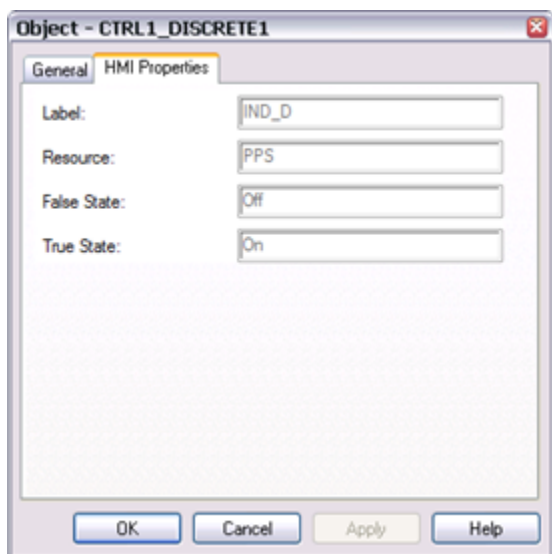 Object - CTRL1_DISCRETE1
General HMI Properties
Label: IND_D
Resource: PPS
False State: Off
True State: On
OK Cancel Apply Help